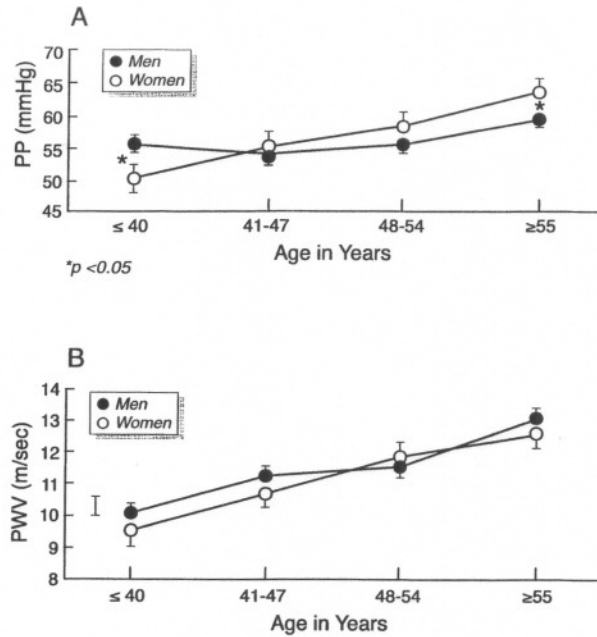 A
70
65
60
55
50
45
PP (mmHg)
Men
Women
*
*
≤ 40
41-47
48-54
≥55
Age in Years
*p <0.05
B
14
13
12
11
10
9
8
PWV (m/sec)
Men
Women
≤ 40
41-47
48-54
≥55
Age in Years